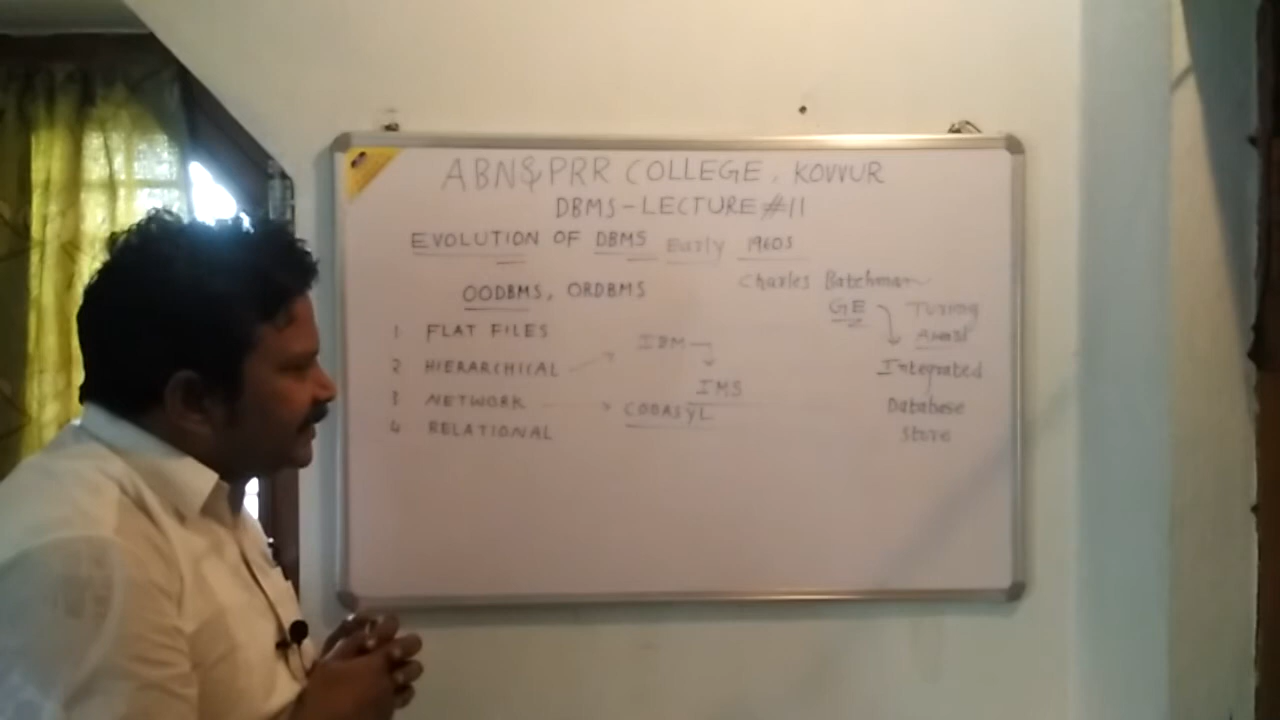 ABN&PRR COLLEGE, KOVVUR
DBMS-LECTURE #11
EVOLUTION OF DBMS Early 1960s
Charles Batchman
OODBMS, ORDBMS
GE Turing
Award
1 FLAT FILES
IBM
2 HIERARCHICAL
Integrated
IMS
3 NETWORK
CODASYL
Database
4 RELATIONAL
Store